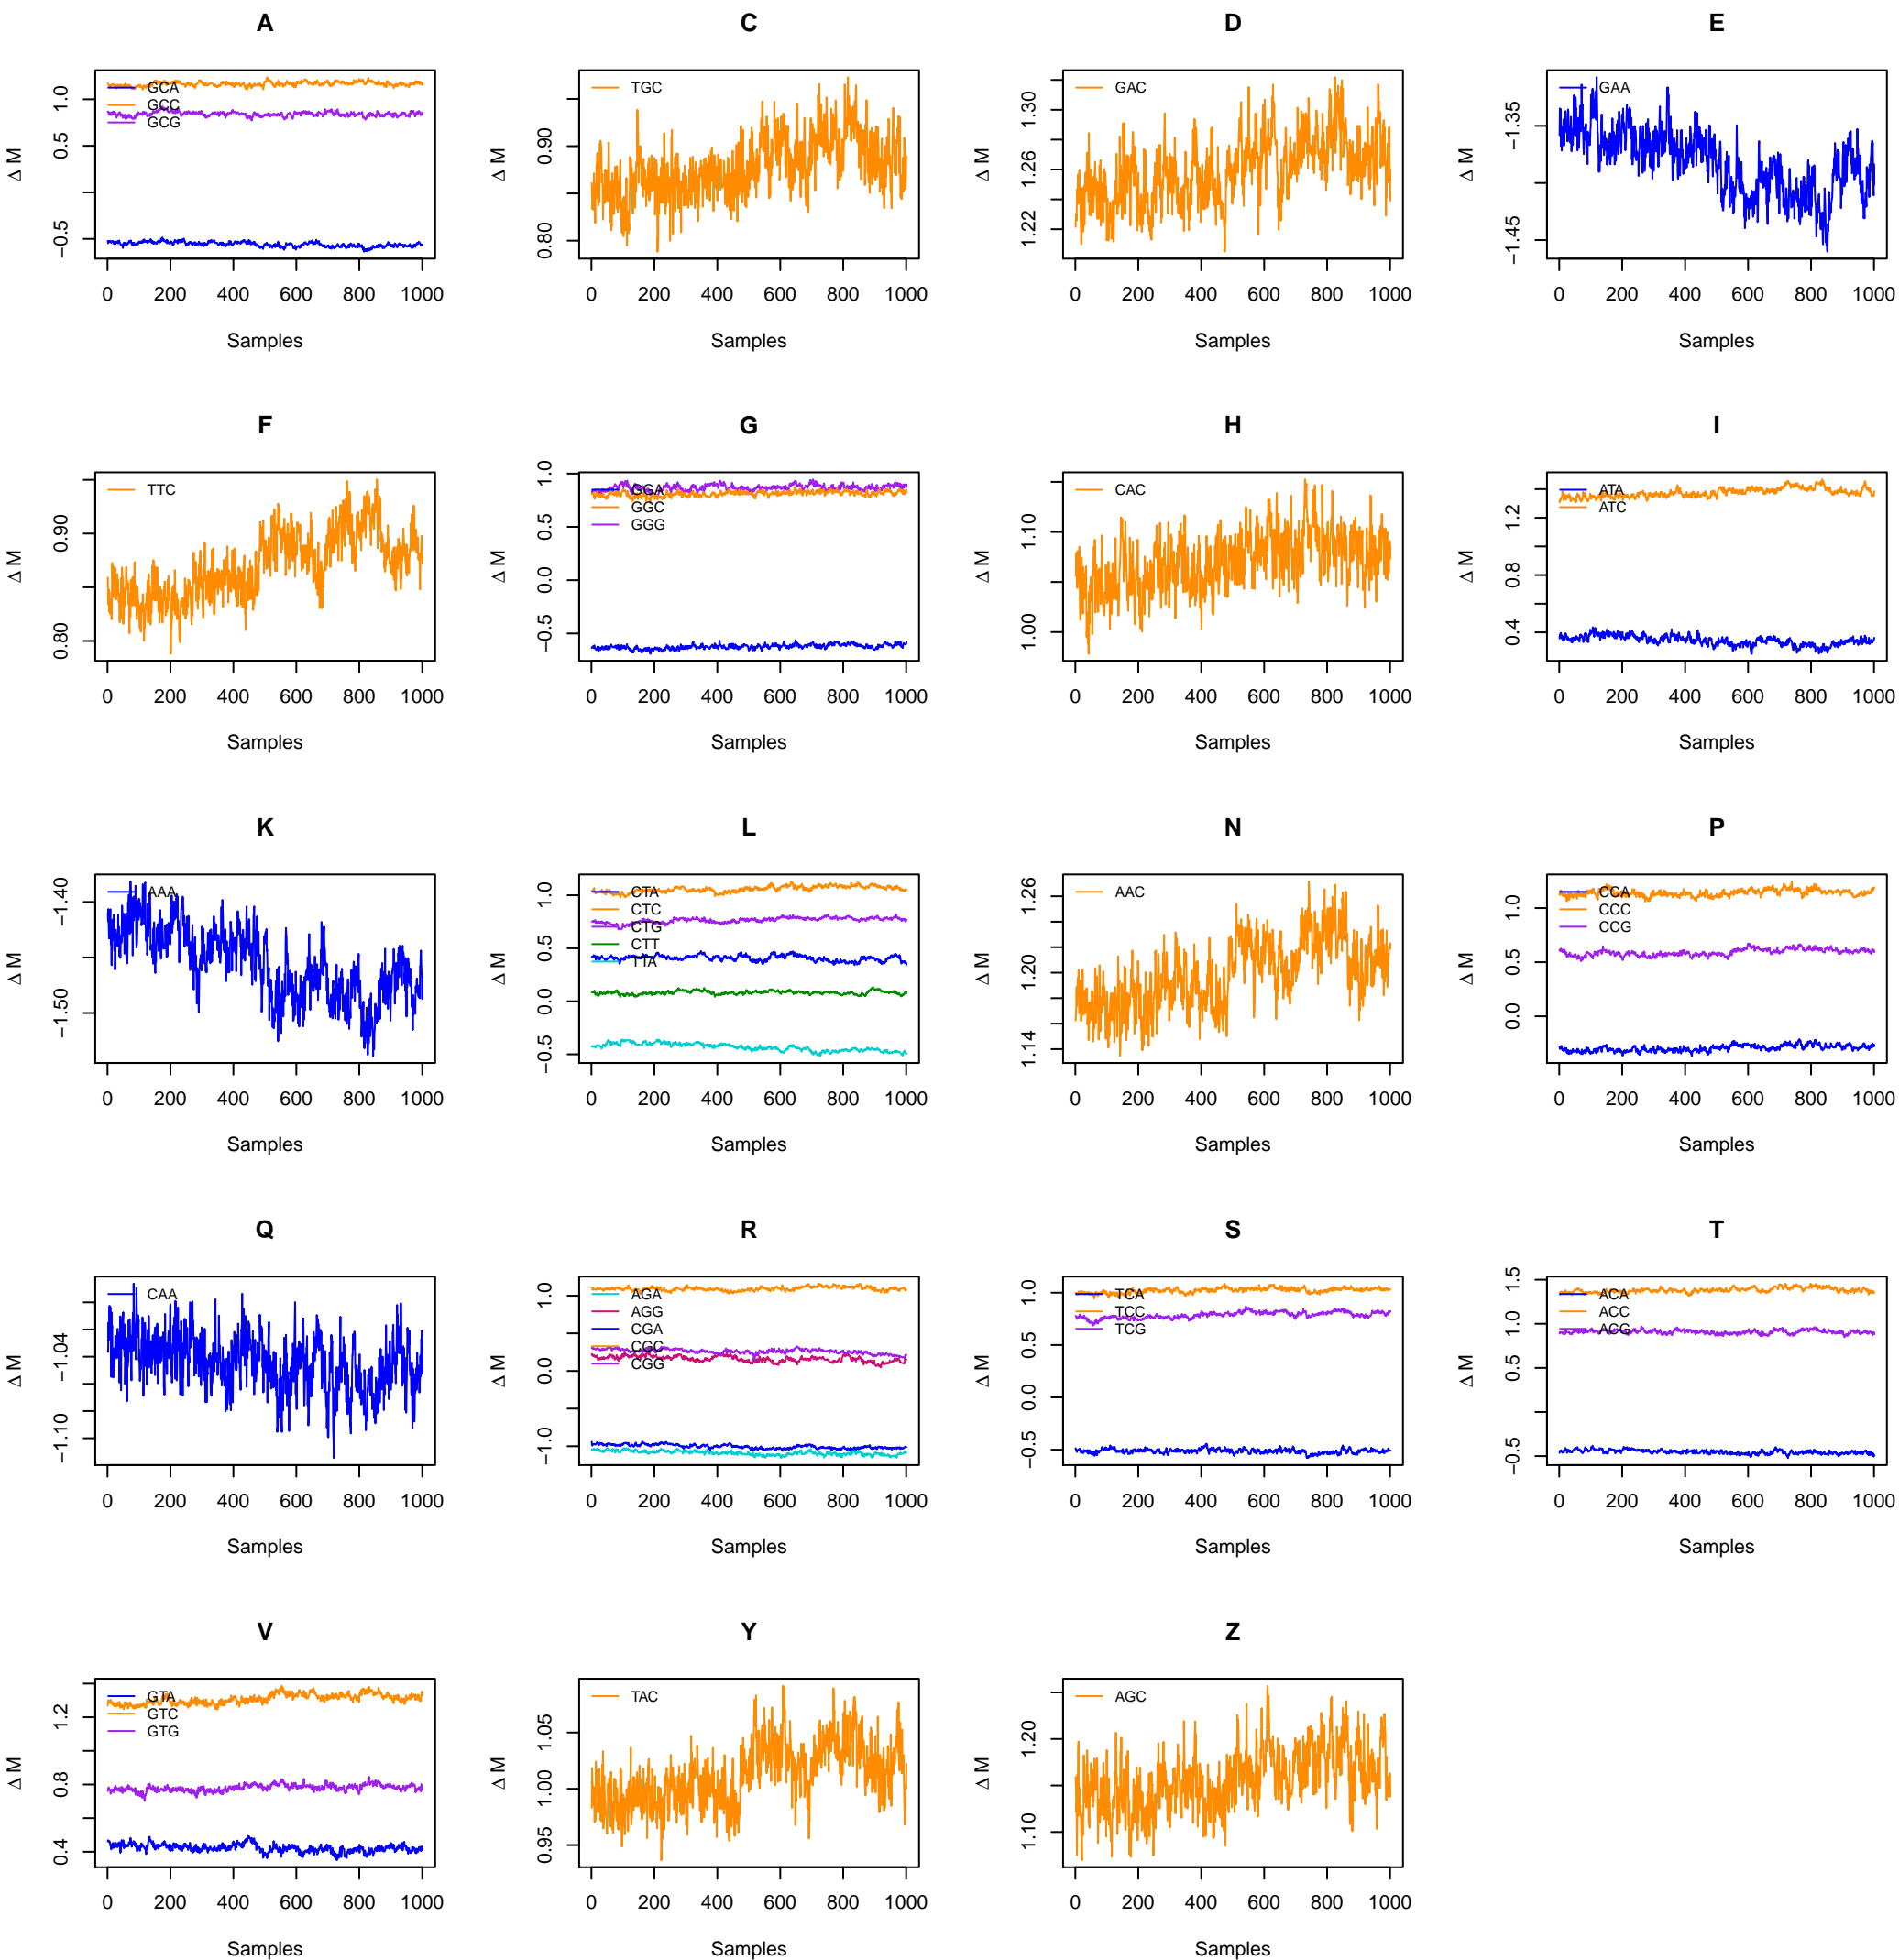 A
C
D
E
Δ M
−0.5
0.5
1.0
GCA
GCC
GCG
0 200 400 600 800 1000
Samples
Δ M
0.80
0.90
TGC
0 200 400 600 800 1000
Samples
Δ M
1.22
1.26
1.30
GAC
0 200 400 600 800 1000
Samples
Δ M
−1.45
−1.35
GAA
0 200 400 600 800 1000
Samples
F
G
H
I
Δ M
0.80
0.90
TTC
0 200 400 600 800 1000
Samples
Δ M
−0.5
0.0
0.5
1.0
GGA
GGC
GGG
0 200 400 600 800 1000
Samples
Δ M
1.00
1.10
CAC
0 200 400 600 800 1000
Samples
Δ M
0.4
0.8
1.2
ATA
ATC
0 200 400 600 800 1000
Samples
K
L
N
P
Δ M
−1.50
−1.40
AAA
0 200 400 600 800 1000
Samples
Δ M
−0.5
0.0
0.5
1.0
CTA
CTC
CTG
CTT
TTA
0 200 400 600 800 1000
Samples
Δ M
1.14
1.20
1.26
AAC
0 200 400 600 800 1000
Samples
Δ M
0.0
0.5
1.0
CCA
CCC
CCG
0 200 400 600 800 1000
Samples
Q
R
S
T
Δ M
−1.10
−1.04
CAA
0 200 400 600 800 1000
Samples
Δ M
−1.0
0.0
1.0
AGA
AGG
CGA
CGC
CGG
0 200 400 600 800 1000
Samples
Δ M
−0.5
0.0
0.5
1.0
TCA
TCC
TCG
0 200 400 600 800 1000
Samples
Δ M
−0.5
0.5
1.0
1.5
ACA
ACC
ACG
0 200 400 600 800 1000
Samples
V
Y
Z
Δ M
0.4
0.8
1.2
GTA
GTC
GTG
0 200 400 600 800 1000
Samples
Δ M
0.95
1.00
1.05
TAC
0 200 400 600 800 1000
Samples
Δ M
1.10
1.20
AGC
0 200 400 600 800 1000
Samples